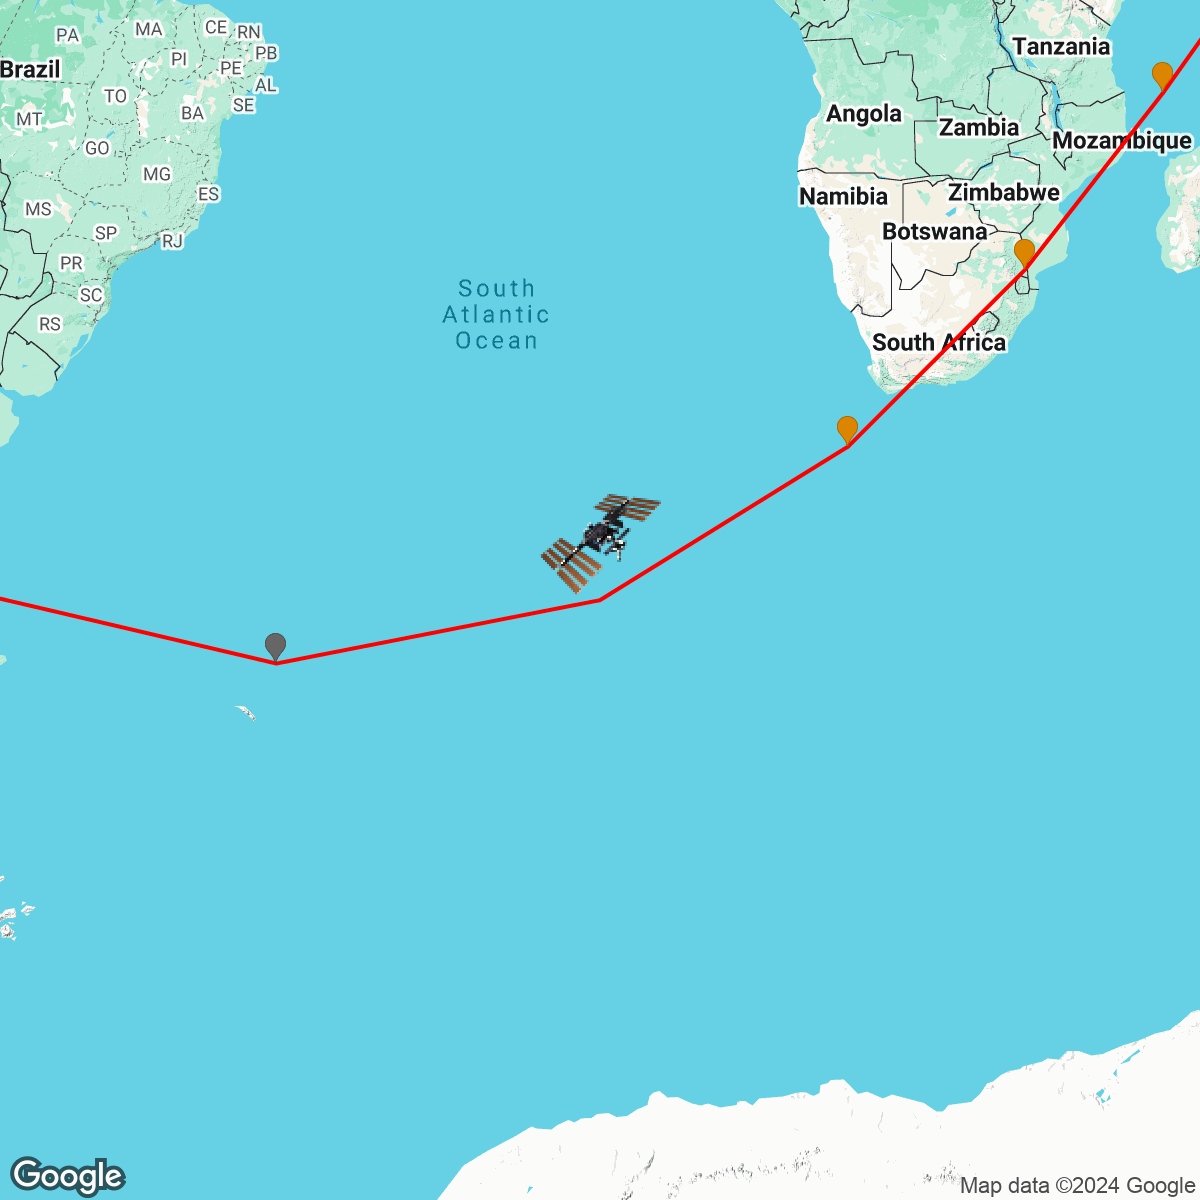 PA
MA
CE
RN
PB
PI
PE
AL
Brazil
TO
SE
MT
BA
GO
MG
ES
MS
SP
RJ
PR
SC
RS
South
Atlantic
Ocean
Tanzania
Angola
Zambia
Mozambique
Namibia
Zimbabwe
Botswana
South Africa
Google
Map data ©2024 Google